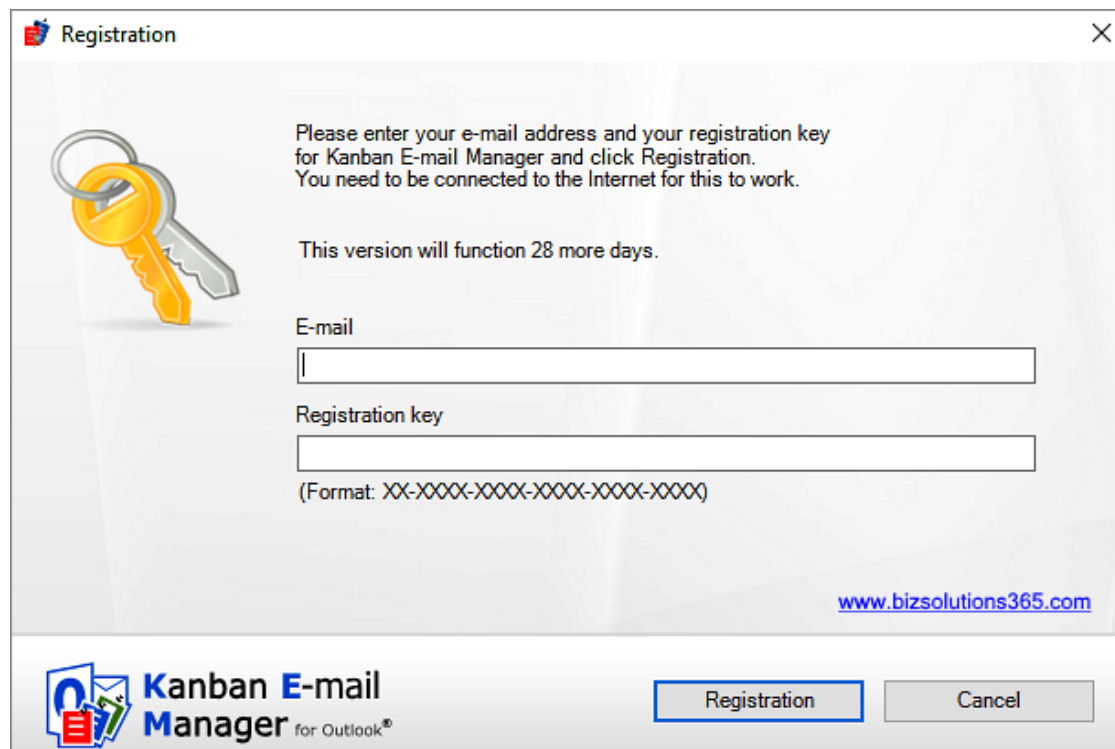 Registration
Please enter your e-mail address and your registration key
for Kanban E-mail Manager and click Registration.
You need to be connected to the Internet for this to work.
This version will function 28 more days.
E-mail
Registration key
(Format: XX-XXXX-XXXX-XXXX-XXXX-XXXX)
www.bizsolutions365.com
Kanban E-mail
Manager for Outlook®
Registration
Cancel